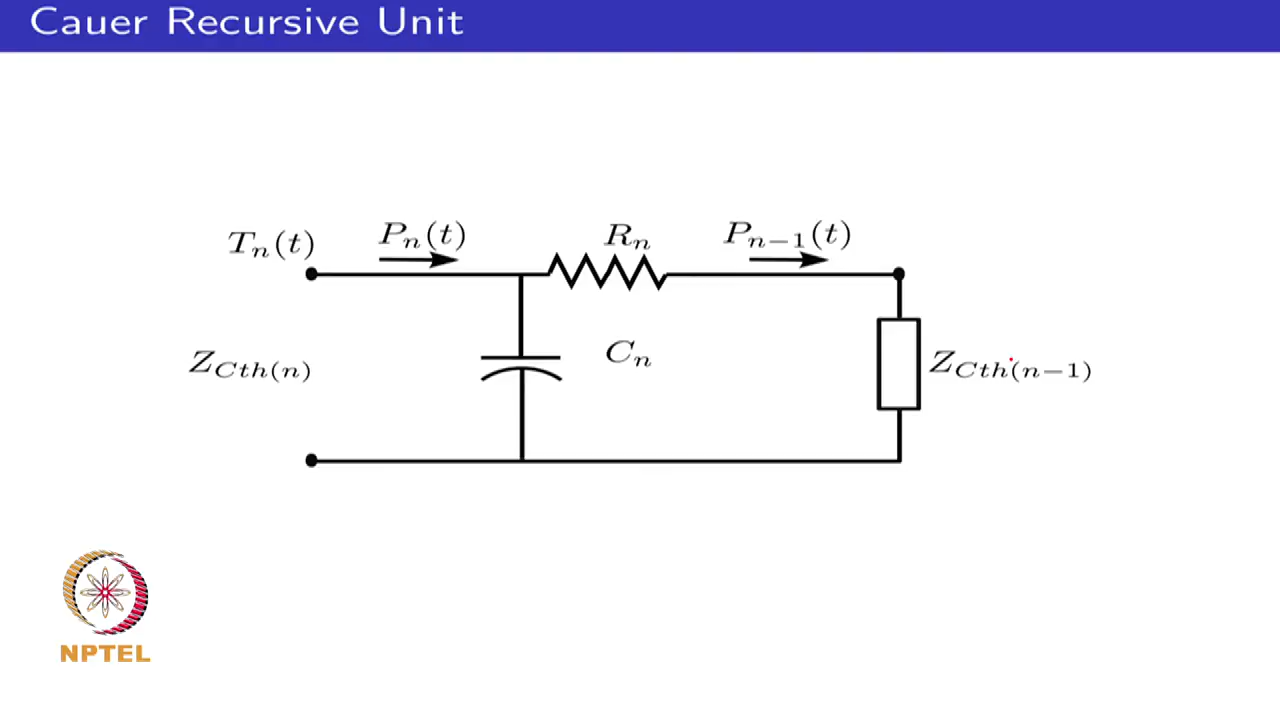 Cauer Recursive Unit
T_n(t)
P_n(t)
R_n
P_{n-1}(t)
Z_{Cth(n)}
C_n
Z_{Cth(n-1)}
NPTEL